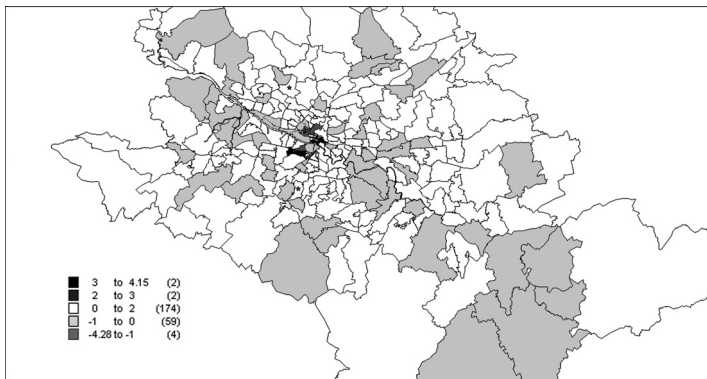 3 to 4.15 (2)
2 to 3 (2)
0 to 2 (174)
-1 to 0 (59)
-4.28 to -1 (4)